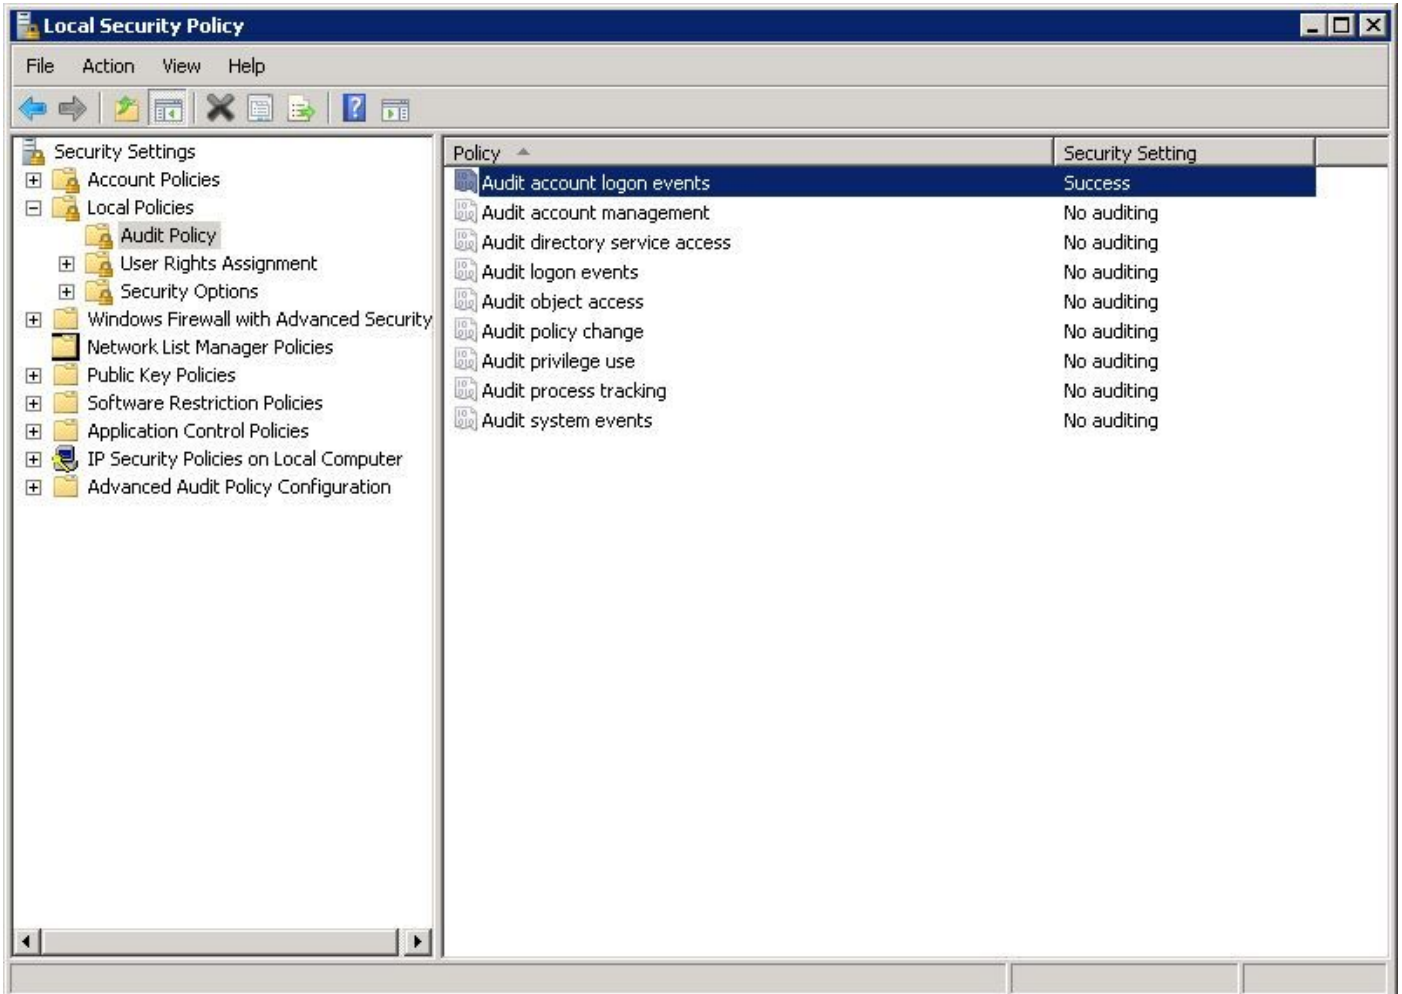 Local Security Policy
File Action View Help
Security Settings
Account Policies
Local Policies
Audit Policy
User Rights Assignment
Security Options
Windows Firewall with Advanced Security
Network List Manager Policies
Public Key Policies
Software Restriction Policies
Application Control Policies
IP Security Policies on Local Computer
Advanced Audit Policy Configuration
Policy Security Setting
Audit account logon events Success
Audit account management No auditing
Audit directory service access No auditing
Audit logon events No auditing
Audit object access No auditing
Audit policy change No auditing
Audit privilege use No auditing
Audit process tracking No auditing
Audit system events No auditing